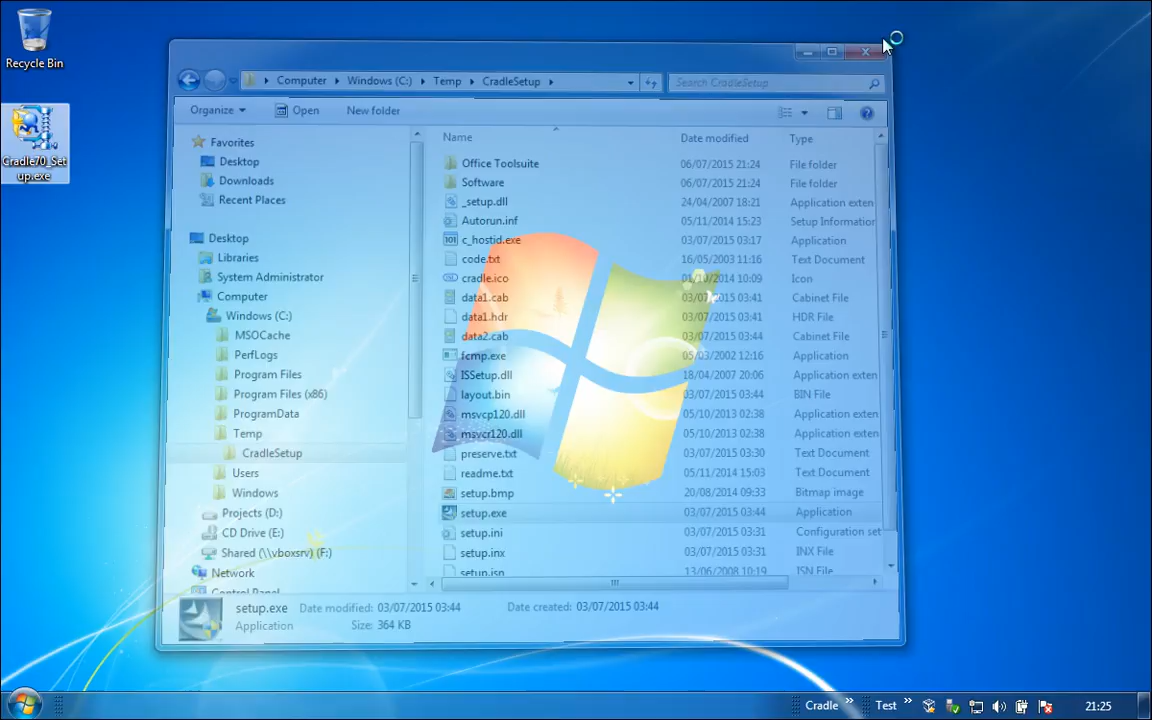 Recycle Bin
Cradle70_Set
up.exe
Computer Windows (C:) Temp CradleSetup
Search CradleSetup
Organize Open New folder
Name Date modified Type
Favorites
Desktop
Downloads
Recent Places
Desktop
Libraries
System Administrator
Computer
Windows (C:)
MSOCache
PerfLogs
Program Files
Program Files (x86)
ProgramData
Temp
CradleSetup
Users
Windows
Projects (D:)
CD Drive (E:)
Shared (\\vboxsrv) (F:)
Network
Control Panel
Office Toolsuite 06/07/2015 21:24 File folder
Software 06/07/2015 21:24 File folder
_setup.dll 24/04/2007 18:21 Application exten
Autorun.inf 05/11/2014 15:23 Setup Information
c_hostid.exe 03/07/2015 03:17 Application
code.txt 16/05/2003 11:16 Text Document
cradle.ico 01/10/2014 10:09 Icon
data1.cab 03/07/2015 03:41 Cabinet File
data1.hdr 03/07/2015 03:41 HDR File
data2.cab 03/07/2015 03:44 Cabinet File
fcmp.exe 05/03/2002 12:16 Application
ISSetup.dll 18/04/2007 20:06 Application exten
layout.bin 03/07/2015 03:44 BIN File
msvcp120.dll 05/10/2013 02:38 Application exten
msvcr120.dll 05/10/2013 02:38 Application exten
preserve.txt 03/07/2015 03:30 Text Document
readme.txt 05/11/2014 15:03 Text Document
setup.bmp 20/08/2014 09:33 Bitmap image
setup.exe 03/07/2015 03:44 Application
setup.ini 03/07/2015 03:31 Configuration set
setup.inx 03/07/2015 03:31 INX File
setup.isn 13/06/2008 10:19 ISN File
setup.exe Date modified: 03/07/2015 03:44 Date created: 03/07/2015 03:44
Application Size: 364 KB
Cradle » Test » 21:25